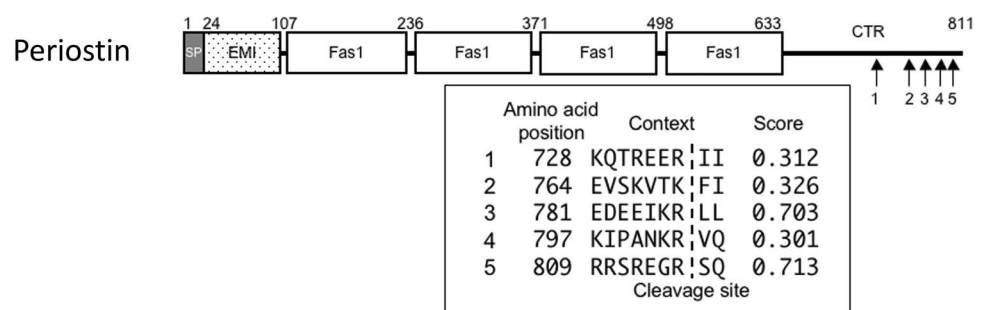 1 24 107 236 371 498 633 CTR 811
Periostin SP EMI Fas1 Fas1 Fas1 Fas1
1 2 3 4 5
Amino acid
position Context Score
1 728 KQTREER¦II 0.312
2 764 EVSKVTK¦FI 0.326
3 781 EDEEIKR¦LL 0.703
4 797 KIPANKR¦VQ 0.301
5 809 RRSREGR¦SQ 0.713
Cleavage site